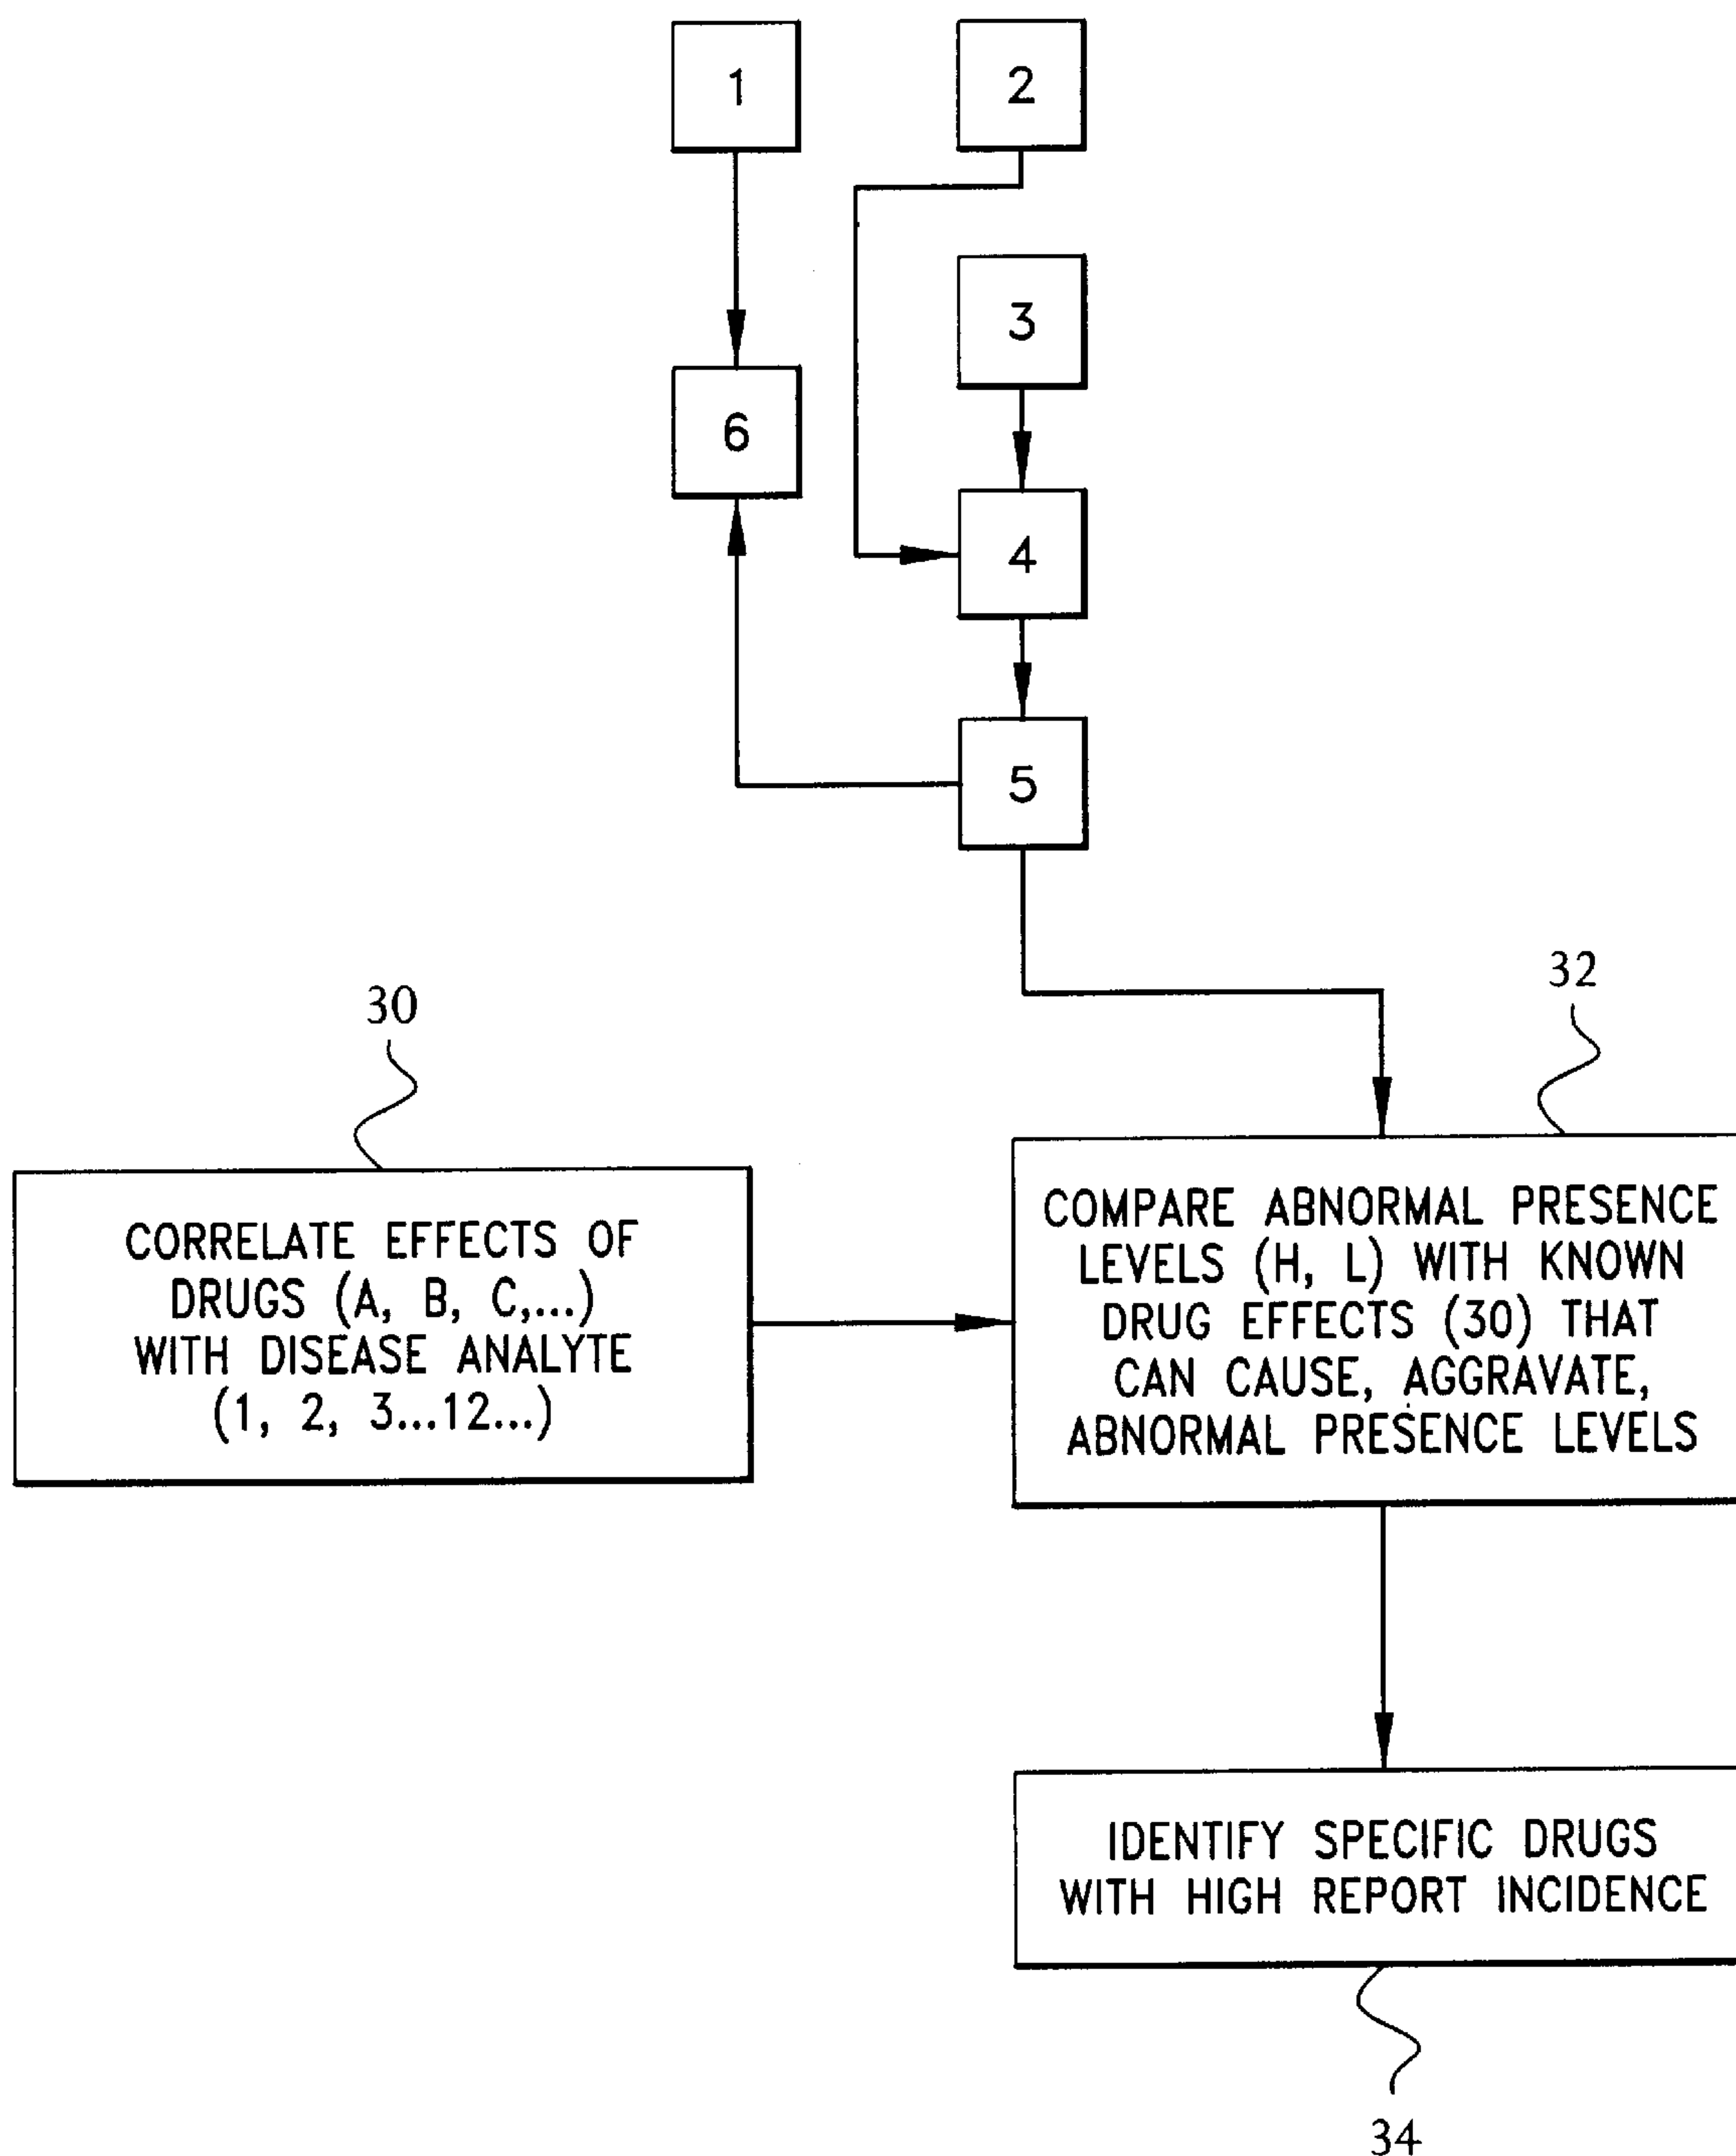 1
2
3
6
4
5
30
32
CORRELATE EFFECTS OF
DRUGS (A, B, C,...)
WITH DISEASE ANALYTE
(1, 2, 3...12...)
COMPARE ABNORMAL PRESENCE
LEVELS (H, L) WITH KNOWN
DRUG EFFECTS (30) THAT
CAN CAUSE, AGGRAVATE,
ABNORMAL PRESENCE LEVELS
IDENTIFY SPECIFIC DRUGS
WITH HIGH REPORT INCIDENCE
34